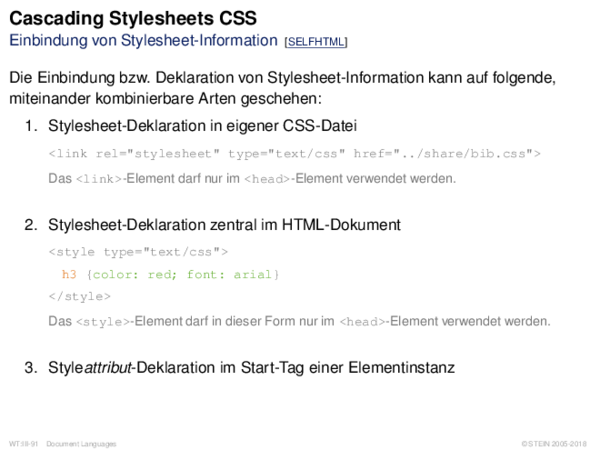 Cascading Stylesheets CSS
Einbindung von Stylesheet-Information [SELFHTML]
Die Einbindung bzw. Deklaration von Stylesheet-Information kann auf folgende,
miteinander kombinierbare Arten geschehen:
1. Stylesheet-Deklaration in eigener CSS-Datei
<link rel="stylesheet" type="text/css" href="../share/bib.css">
Das <link>-Element darf nur im <head>-Element verwendet werden.
2. Stylesheet-Deklaration zentral im HTML-Dokument
<style type="text/css">
h3 {color: red; font: arial}
</style>
Das <style>-Element darf in dieser Form nur im <head>-Element verwendet werden.
3. Styleattribut-Deklaration im Start-Tag einer Elementinstanz
WT:III-91 Document Languages © STEIN 2005-2018